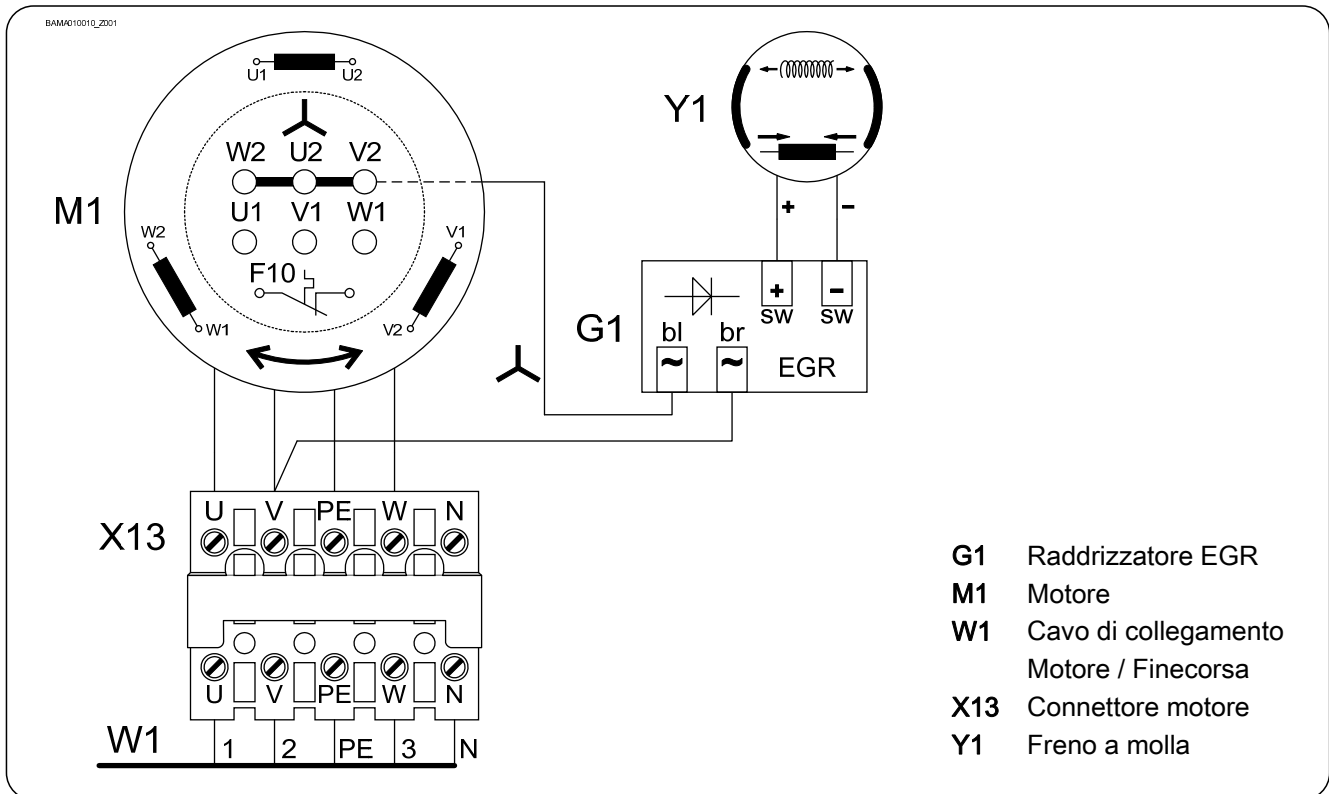 BAMA010010_Z001
U1 U2
W2 U2 V2
U1 V1 W1
M1
W2
V1
F10
W1
V2
Y1
+ -
+ -
sw sw
G1
bl br
~ ~
EGR
X13
U V PE W N
U V PE W N
W1
1 2 PE 3 N
G1 Raddrizzatore EGR
M1 Motore
W1 Cavo di collegamento
Motore / Finecorsa
X13 Connettore motore
Y1 Freno a molla